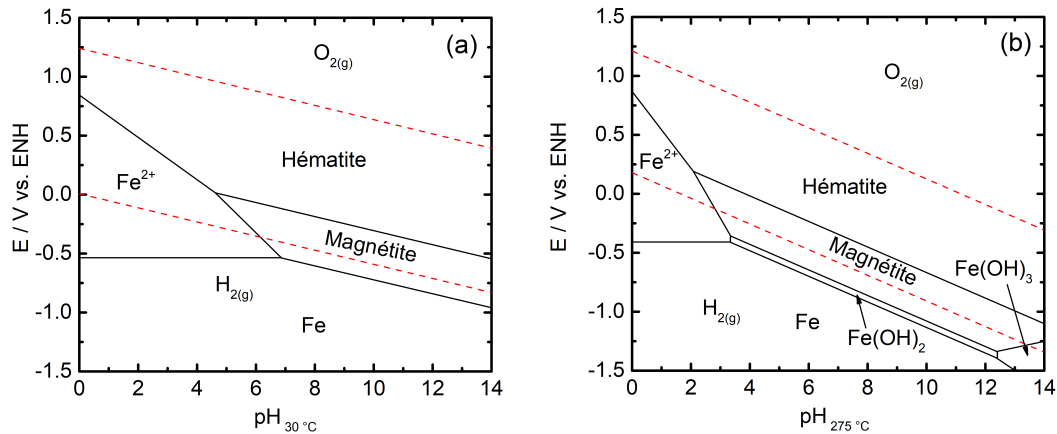 (a)
O2(g)
Hématite
Fe2+
Magnétite
H2(g)
Fe
E / V vs. ENH
1.5
1.0
0.5
0.0
-0.5
-1.0
-1.5
0 2 4 6 8 10 12 14
pH 30 °C
(b)
O2(g)
Hématite
Fe2+
Magnétite
Fe(OH)3
H2(g)
Fe
Fe(OH)2
E / V vs. ENH
1.5
1.0
0.5
0.0
-0.5
-1.0
-1.5
0 2 4 6 8 10 12 14
pH 275 °C